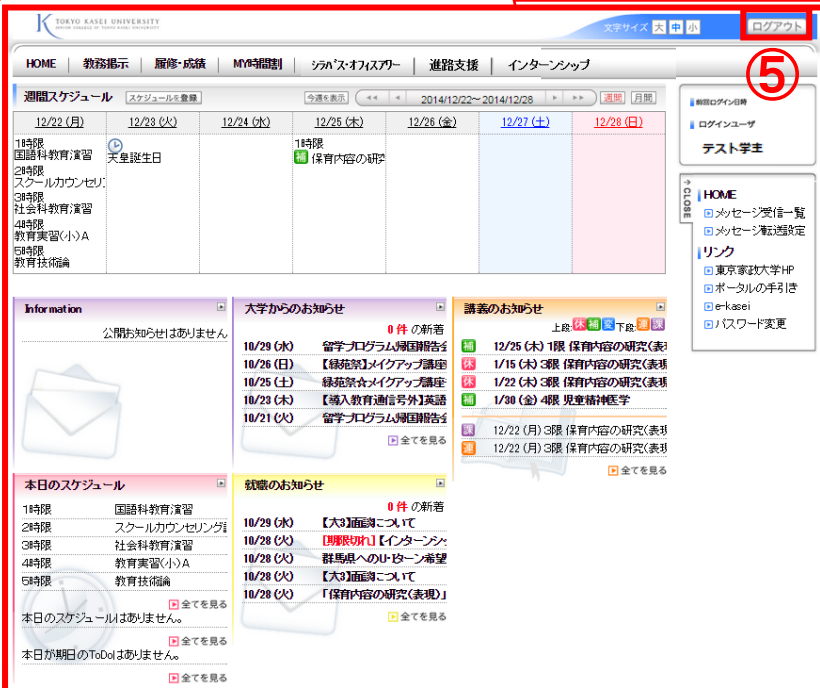 TOKYO KASEI UNIVERSITY
文字サイズ 大 中 小
ログアウト
⑤
HOME 教務掲示 履修・成績 MY時間割 シラバス・オフィスアワー 進路支援 インターンシップ
週間スケジュール スケジュールを登録 今週を表示 2014/12/22～2014/12/28 週間 月間
12/22 (月) 12/23 (火) 12/24 (水) 12/25 (木) 12/26 (金) 12/27 (土) 12/28 (日)
1時限
国語科教育演習
2時限
スクールカウンセリ
3時限
社会科教育演習
4時限
教育実習(小)A
5時限
教育技術論
天皇誕生日
1時限
補 保育内容の研究
前回ログイン日時
ログインユーザ
テスト学生
CLOSE
HOME
メッセージ受信一覧
メッセージ転送設定
リンク
東京家政大学HP
ポータルの手引き
e-kasei
パスワード変更
Information
公開お知らせはありません
大学からのお知らせ
0 件 の新着
10/29 (水) 留学プログラム帰国報告会
10/26 (日) 【緑苑祭】メイクアップ講座
10/25 (土) 緑苑祭☆メイクアップ講座
10/23 (木) 【導入教育通信号外】英語
10/21 (火) 留学プログラム帰国報告会
全てを見る
講義のお知らせ
上段:休 補 変 下段:連 課
補 12/25 (木) 1限 保育内容の研究(表現
休 1/15 (木) 3限 保育内容の研究(表現
休 1/22 (木) 3限 保育内容の研究(表現
補 1/30 (金) 4限 児童精神医学
課 12/22 (月) 3限 保育内容の研究(表現
連 12/22 (月) 3限 保育内容の研究(表現
全てを見る
本日のスケジュール
1時限 国語科教育演習
2時限 スクールカウンセリング
3時限 社会科教育演習
4時限 教育実習(小)A
5時限 教育技術論
全てを見る
本日のスケジュールはありません。
全てを見る
本日が期日のToDoはありません。
全てを見る
就職のお知らせ
0 件 の新着
10/29 (水) 【大3】面談について
10/28 (火) [期限切れ]【インターンシッ
10/28 (火) 群馬県へのU・Iターン希望
10/28 (火) 【大3】面談について
10/28 (火) 「保育内容の研究(表現)」
全てを見る